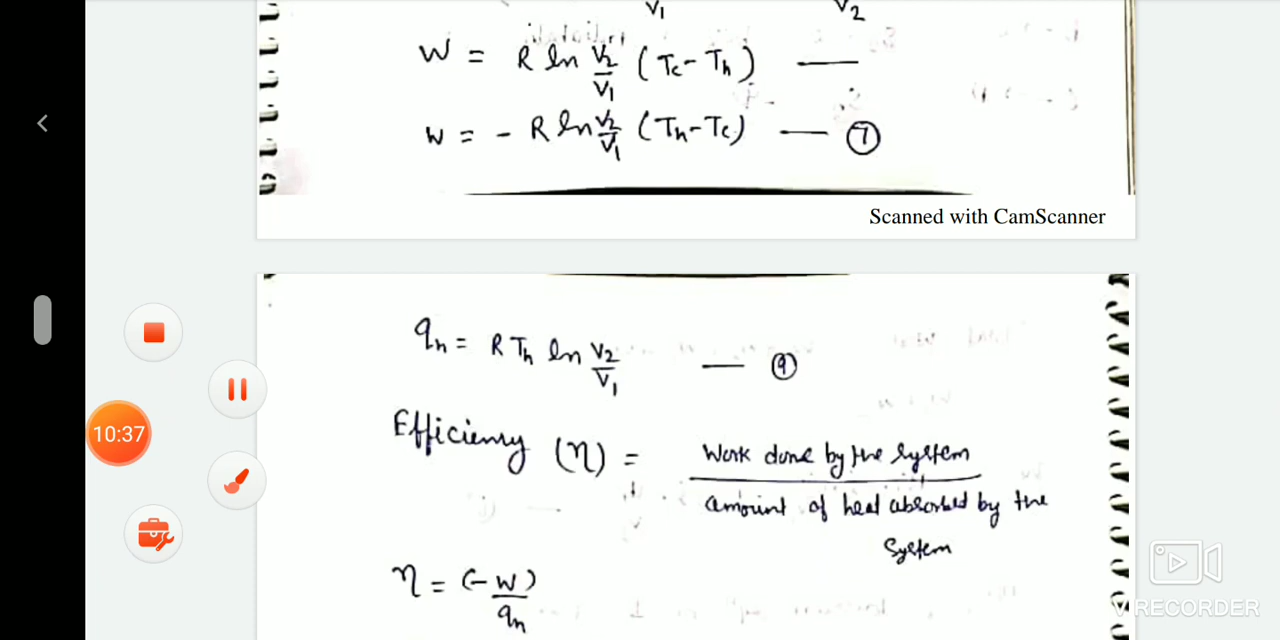 V1 V2
W = R ln V2/V1 (Tc - Th) —
W = - R ln V2/V1 (Th - Tc) — ⑦
Scanned with CamScanner
qh = R Th ln V2/V1 — ⑨
Efficiency (η) = Work done by the system / amount of heat absorbed by the system
10:37
η = (-W)/qh
V RECORDER